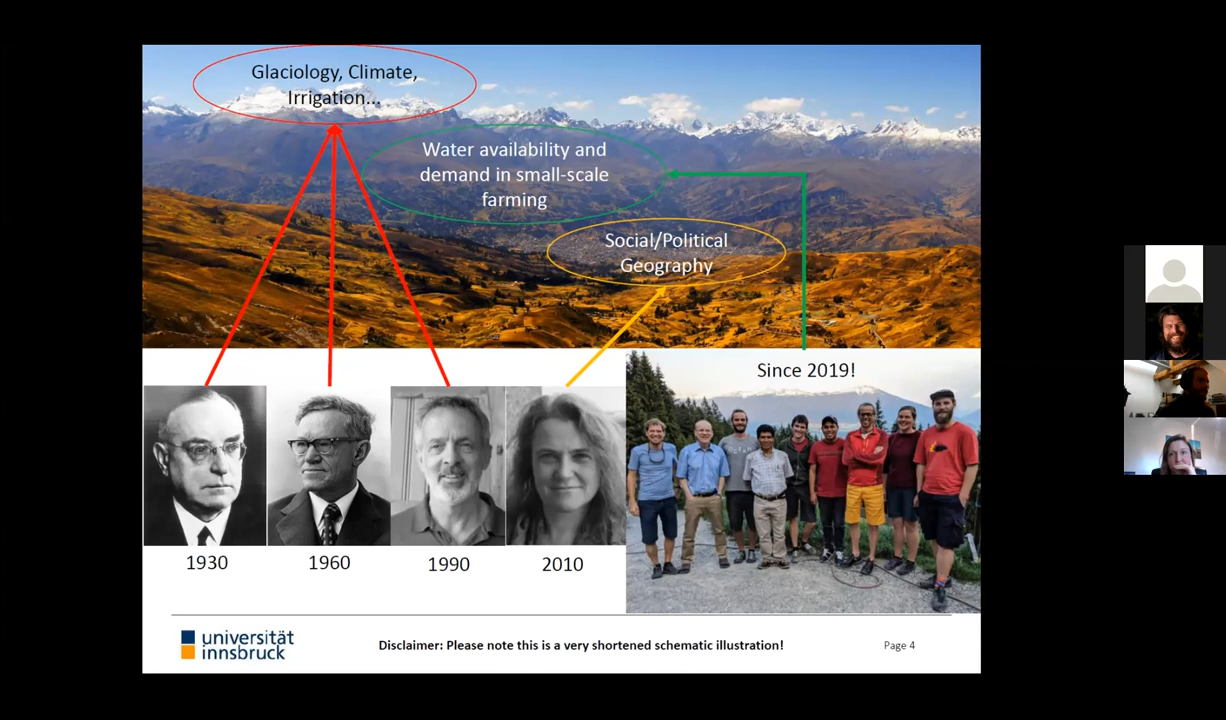 Glaciology, Climate,
Irrigation...
Water availability and
demand in small-scale
farming
Social/Political
Geography
Since 2019!
1930
1960
1990
2010
universität
innsbruck
Disclaimer: Please note this is a very shortened schematic illustration!
Page 4